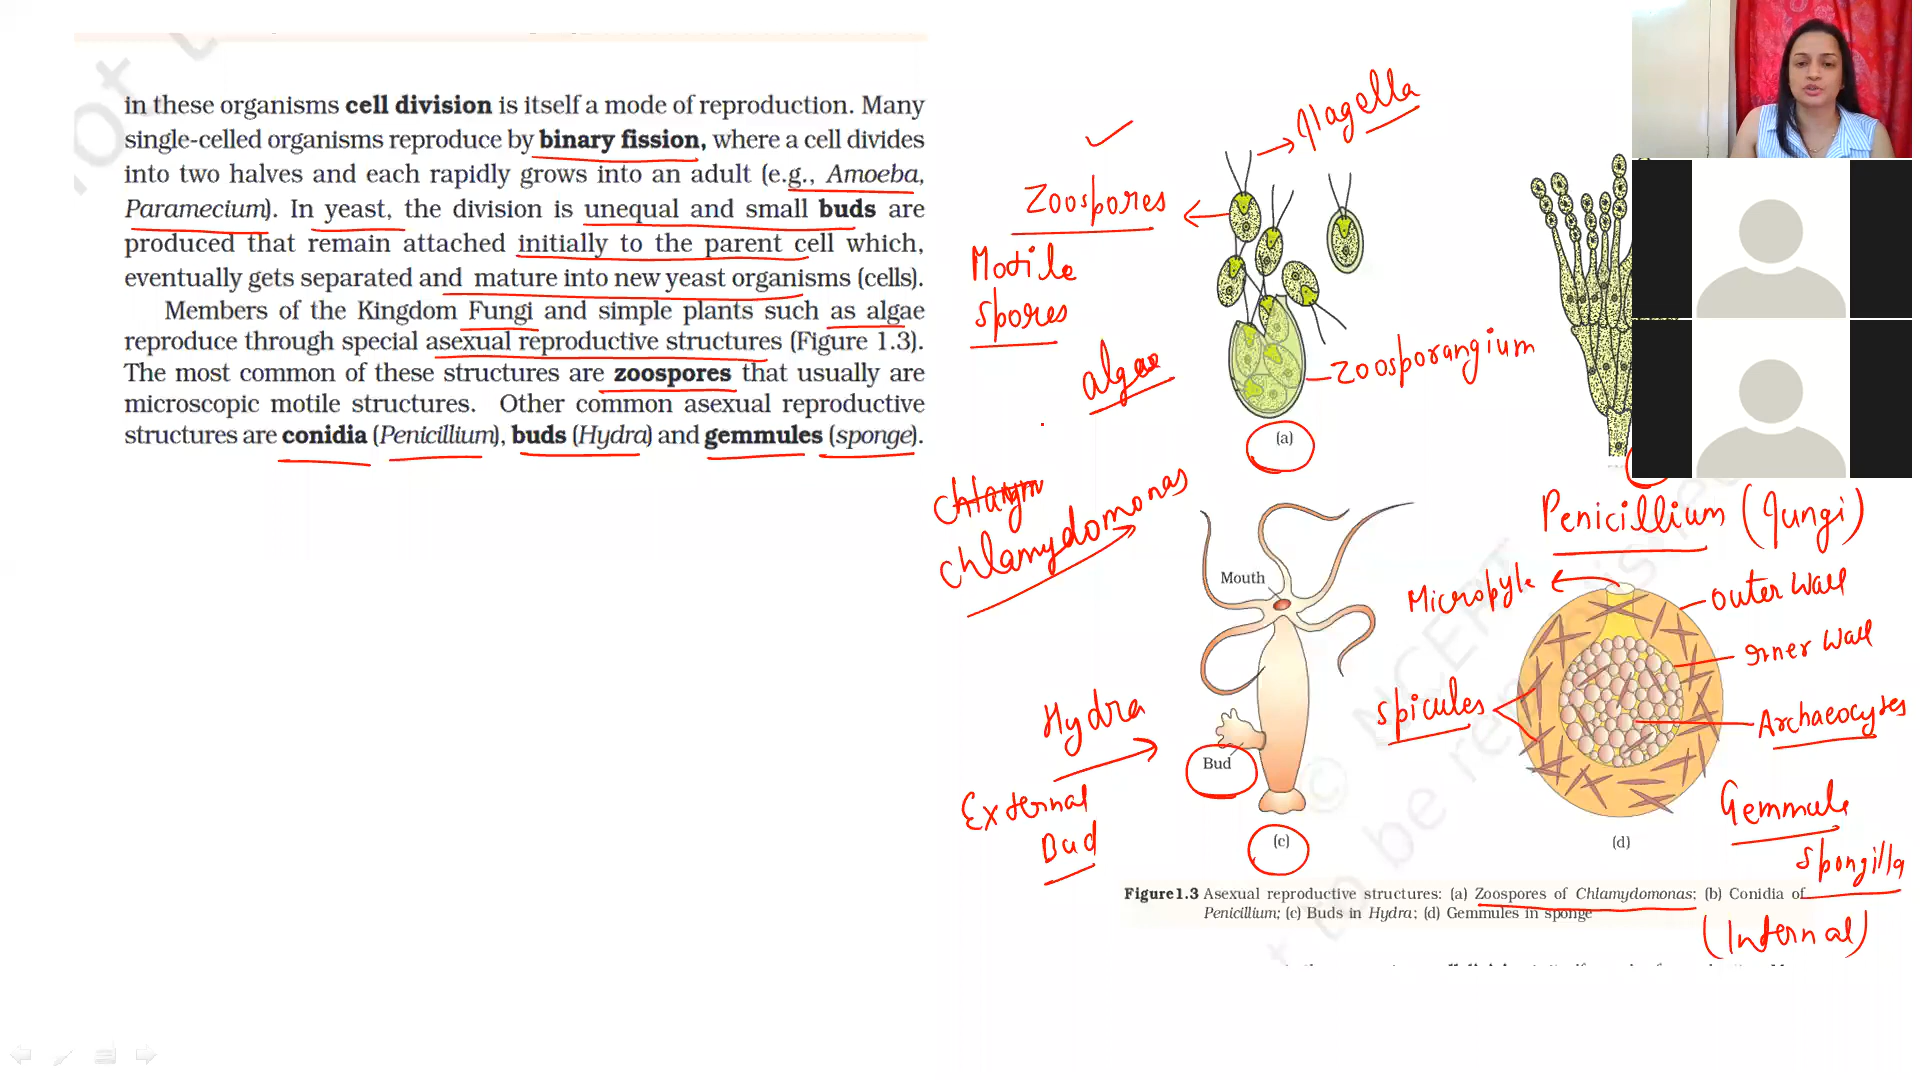 in these organisms cell division is itself a mode of reproduction. Many
single-celled organisms reproduce by binary fission, where a cell divides
into two halves and each rapidly grows into an adult (e.g., Amoeba,
Paramecium). In yeast, the division is unequal and small buds are
produced that remain attached initially to the parent cell which,
eventually gets separated and mature into new yeast organisms (cells).
Members of the Kingdom Fungi and simple plants such as algae
reproduce through special asexual reproductive structures (Figure 1.3).
The most common of these structures are zoospores that usually are
microscopic motile structures. Other common asexual reproductive
structures are conidia (Penicillium), buds (Hydra) and gemmules (sponge).
flagella
Zoospores
Motile
spores
algae
Zoosporangium
(a)
chlamydomonas
Penicillium (fungi)
Mouth
Micropyle
Outer wall
Inner wall
Spicules
Archaeocytes
Hydra
Bud
External
Bud
(c)
(d)
Gemmule
Spongilla
(Internal)
Figure1.3 Asexual reproductive structures: (a) Zoospores of Chlamydomonas; (b) Conidia of
Penicillium; (c) Buds in Hydra; (d) Gemmules in sponge
© NCERT
to be re